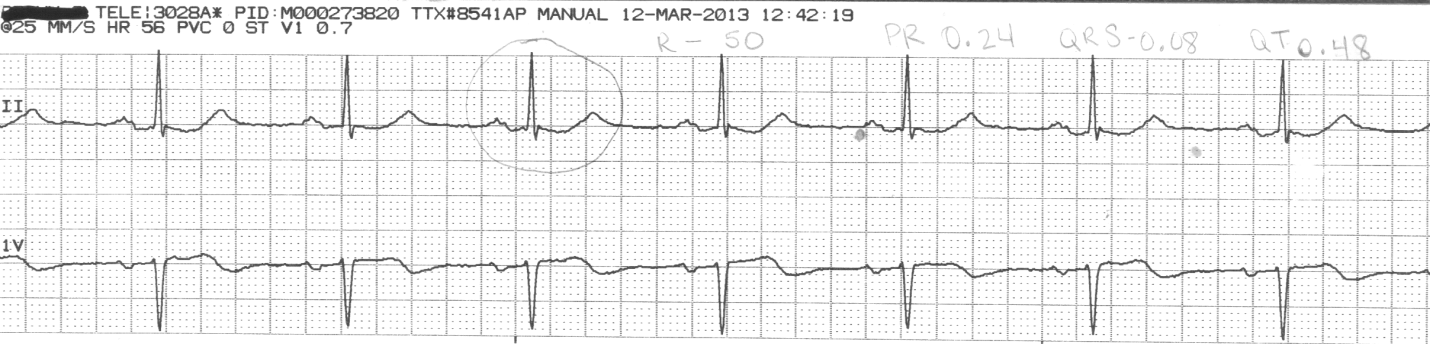 TELE:3028A* PID:M000273820 TTX#8541AP MANUAL 12-MAR-2013 12:42:19
@25 MM/S HR 56 PVC 0 ST V1 0.7
R - 50 PR 0.24 QRS-0.08 QT 0.48
II
1V